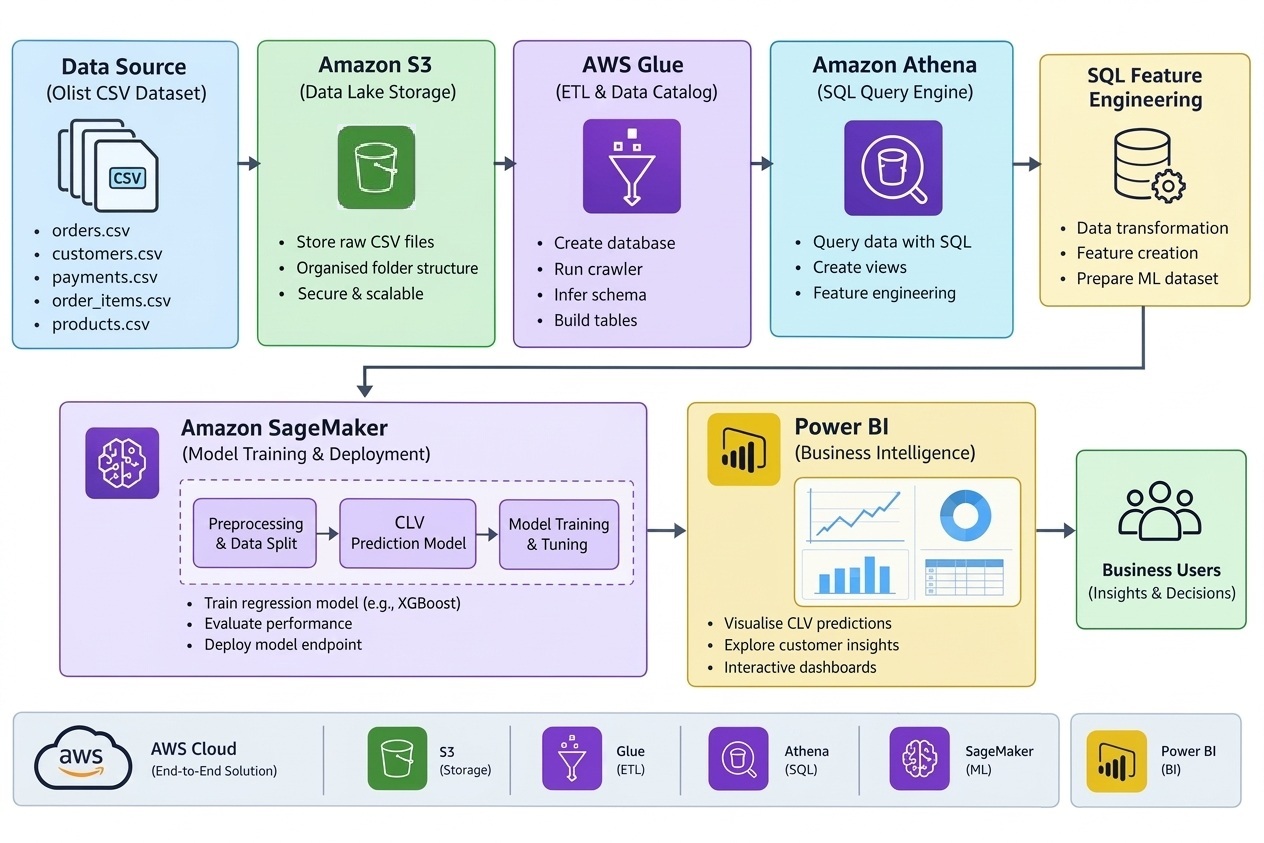 Data Source
(Olist CSV Dataset)
CSV
• orders.csv
• customers.csv
• payments.csv
• order_items.csv
• products.csv
Amazon S3
(Data Lake Storage)
• Store raw CSV files
• Organised folder structure
• Secure & scalable
AWS Glue
(ETL & Data Catalog)
• Create database
• Run crawler
• Infer schema
• Build tables
Amazon Athena
(SQL Query Engine)
• Query data with SQL
• Create views
• Feature engineering
SQL Feature
Engineering
• Data transformation
• Feature creation
• Prepare ML dataset
Amazon SageMaker
(Model Training & Deployment)
Preprocessing
& Data Split
CLV
Prediction Model
Model Training
& Tuning
• Train regression model (e.g., XGBoost)
• Evaluate performance
• Deploy model endpoint
Power BI
(Business Intelligence)
• Visualise CLV predictions
• Explore customer insights
• Interactive dashboards
Business Users
(Insights & Decisions)
aws
AWS Cloud
(End-to-End Solution)
S3
(Storage)
Glue
(ETL)
Athena
(SQL)
SageMaker
(ML)
Power BI
(BI)